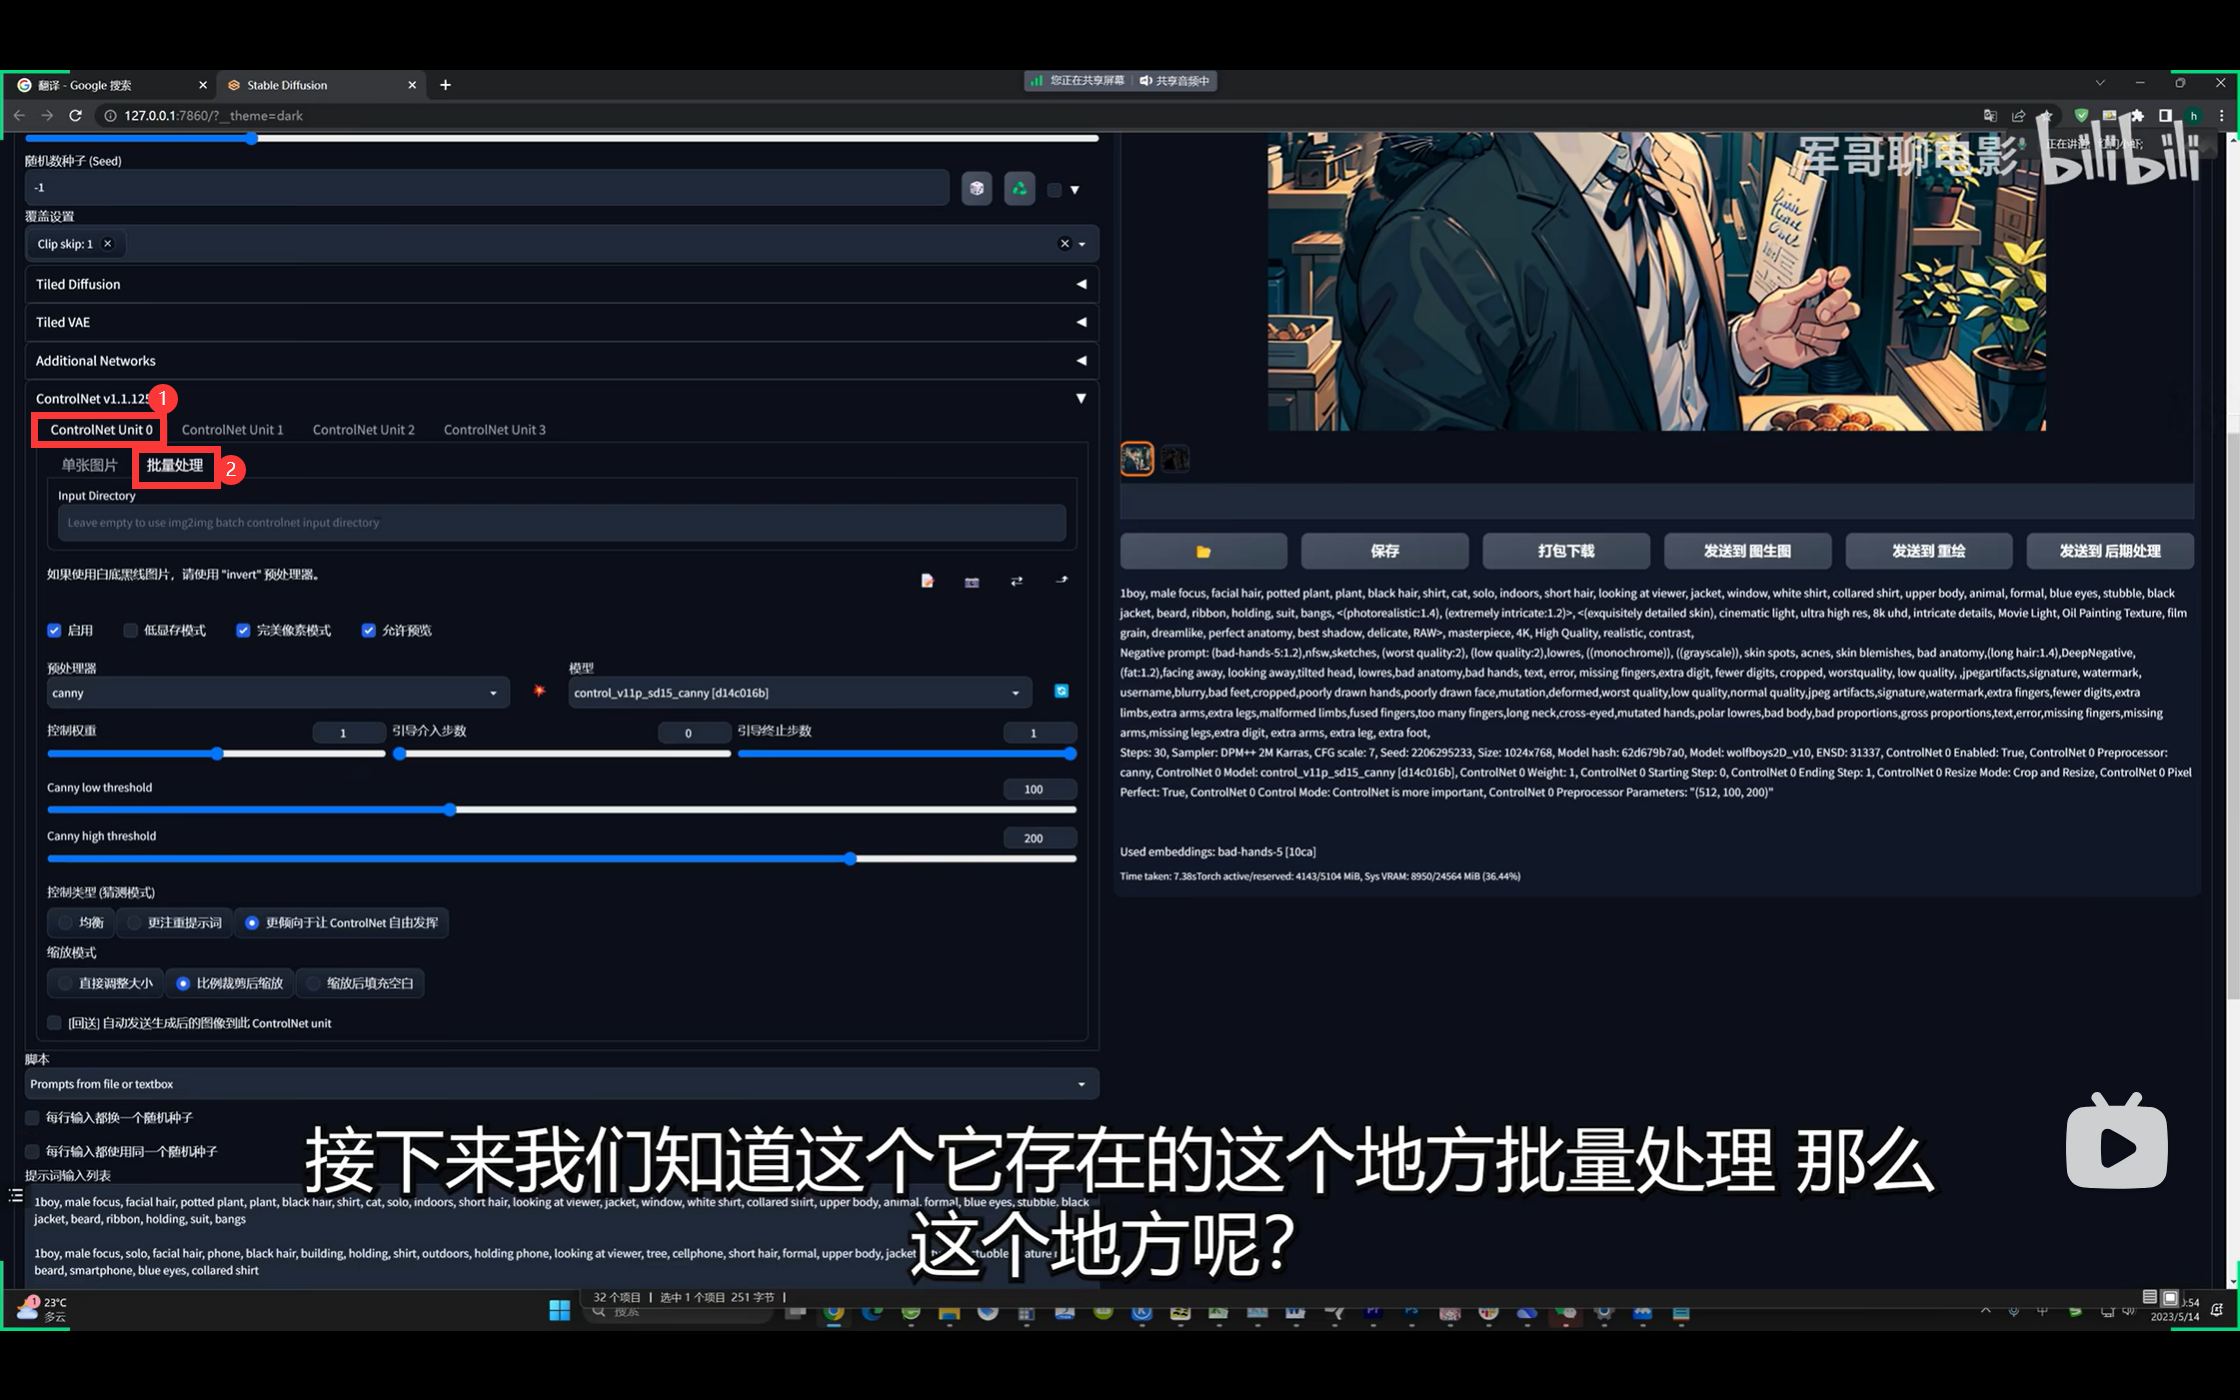 翻译 - Google 搜索
Stable Diffusion
您正在共享屏幕
共享音频中
127.0.0.1:7860/?__theme=dark
h
军哥聊电影
bilibili
随机数种子 (Seed)
-1
覆盖设置
Clip skip: 1
Tiled Diffusion
Tiled VAE
Additional Networks
ControlNet v1.1.125
1
ControlNet Unit 0
ControlNet Unit 1
ControlNet Unit 2
ControlNet Unit 3
单张图片
批量处理
2
Input Directory
Leave empty to use img2img batch controlnet input directory
如果使用白底黑线图片，请使用 "invert" 预处理器。
启用
低显存模式
完美像素模式
允许预览
预处理器
模型
canny
control_v11p_sd15_canny [d14c016b]
控制权重
1
引导介入步数
0
引导终止步数
1
Canny low threshold
100
Canny high threshold
200
控制类型 (猜测模式)
均衡
更注重提示词
更倾向于让 ControlNet 自由发挥
缩放模式
直接调整大小
比例裁剪后缩放
缩放后填充空白
[回送] 自动发送生成后的图像到此 ControlNet unit
脚本
Prompts from file or textbox
每行输入都换一个随机种子
每行输入都使用同一个随机种子
提示词输入列表
1boy, male focus, facial hair, potted plant, plant, black hair, shirt, cat, solo, indoors, short hair, looking at viewer, jacket, window, white shirt, collared shirt, upper body, animal, formal, blue eyes, stubble, black
jacket, beard, ribbon, holding, suit, bangs
1boy, male focus, solo, facial hair, phone, black hair, building, holding, shirt, outdoors, holding phone, looking at viewer, tree, cellphone, short hair, formal, upper body, jacket
beard, smartphone, blue eyes, collared shirt
保存
打包下载
发送到 图生图
发送到 重绘
发送到 后期处理
1boy, male focus, facial hair, potted plant, plant, black hair, shirt, cat, solo, indoors, short hair, looking at viewer, jacket, window, white shirt, collared shirt, upper body, animal, formal, blue eyes, stubble, black
jacket, beard, ribbon, holding, suit, bangs, <(photorealistic:1.4), (extremely intricate:1.2)>, <(exquisitely detailed skin), cinematic light, ultra high res, 8k uhd, intricate details, Movie Light, Oil Painting Texture, film
grain, dreamlike, perfect anatomy, best shadow, delicate, RAW>, masterpiece, 4K, High Quality, realistic, contrast,
Negative prompt: (bad-hands-5:1.2),nfsw,sketches, (worst quality:2), (low quality:2),lowres, ((monochrome)), ((grayscale)), skin spots, acnes, skin blemishes, bad anatomy,(long hair:1.4),DeepNegative,
(fat:1.2),facing away, looking away,tilted head, lowres,bad anatomy,bad hands, text, error, missing fingers,extra digit, fewer digits, cropped, worstquality, low quality, ,jpegartifacts,signature, watermark,
username,blurry,bad feet,cropped,poorly drawn hands,poorly drawn face,mutation,deformed,worst quality,low quality,normal quality,jpeg artifacts,signature,watermark,extra fingers,fewer digits,extra
limbs,extra arms,extra legs,malformed limbs,fused fingers,too many fingers,long neck,cross-eyed,mutated hands,polar lowres,bad body,bad proportions,gross proportions,text,error,missing fingers,missing
arms,missing legs,extra digit, extra arms, extra leg, extra foot,
Steps: 30, Sampler: DPM++ 2M Karras, CFG scale: 7, Seed: 2206295233, Size: 1024x768, Model hash: 62d679b7a0, Model: wolfboys2D_v10, ENSD: 31337, ControlNet 0 Enabled: True, ControlNet 0 Preprocessor:
canny, ControlNet 0 Model: control_v11p_sd15_canny [d14c016b], ControlNet 0 Weight: 1, ControlNet 0 Starting Step: 0, ControlNet 0 Ending Step: 1, ControlNet 0 Resize Mode: Crop and Resize, ControlNet 0 Pixel
Perfect: True, ControlNet 0 Control Mode: ControlNet is more important, ControlNet 0 Preprocessor Parameters: "(512, 100, 200)"
Used embeddings: bad-hands-5 [10ca]
Time taken: 7.38sTorch active/reserved: 4143/5104 MiB, Sys VRAM: 8950/24564 MiB (36.44%)
接下来我们知道这个它存在的这个地方批量处理 那么
这个地方呢?
1
23°C
多云
32 个项目 | 选中 1 个项目 251 字节 |
搜索
中
:54
2023/5/14